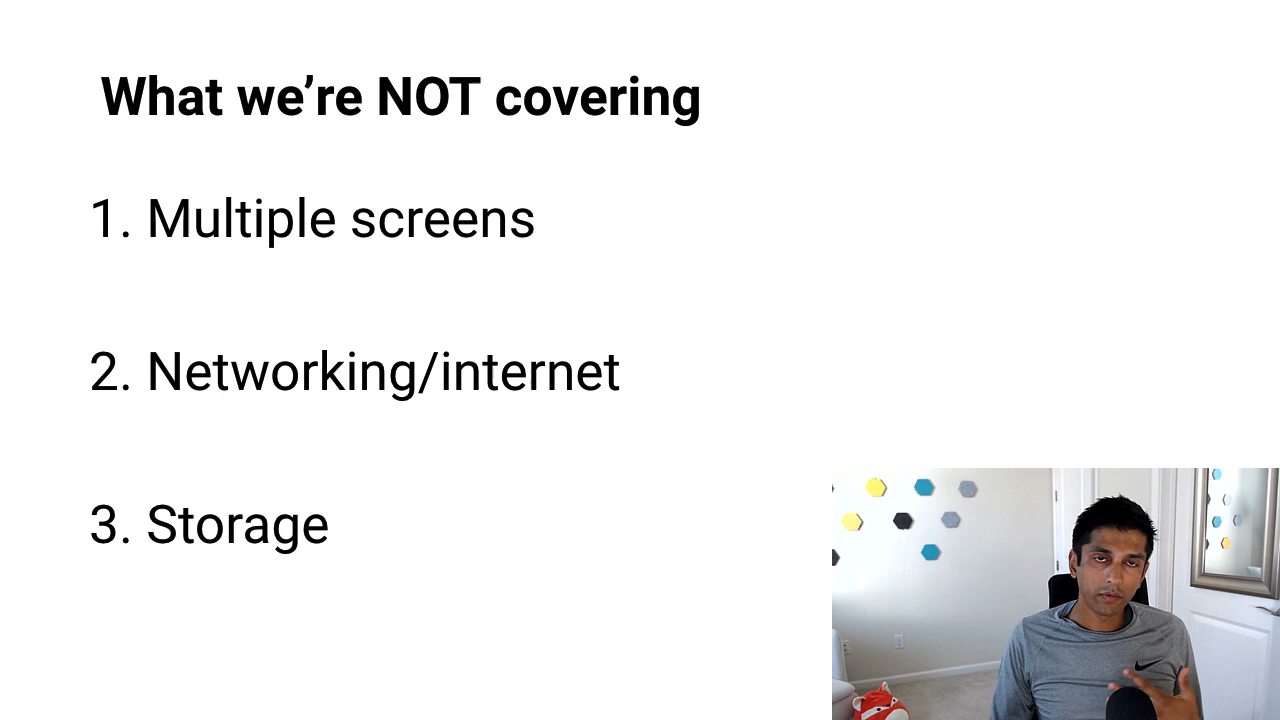 What we’re NOT covering
1. Multiple screens
2. Networking/internet
3. Storage